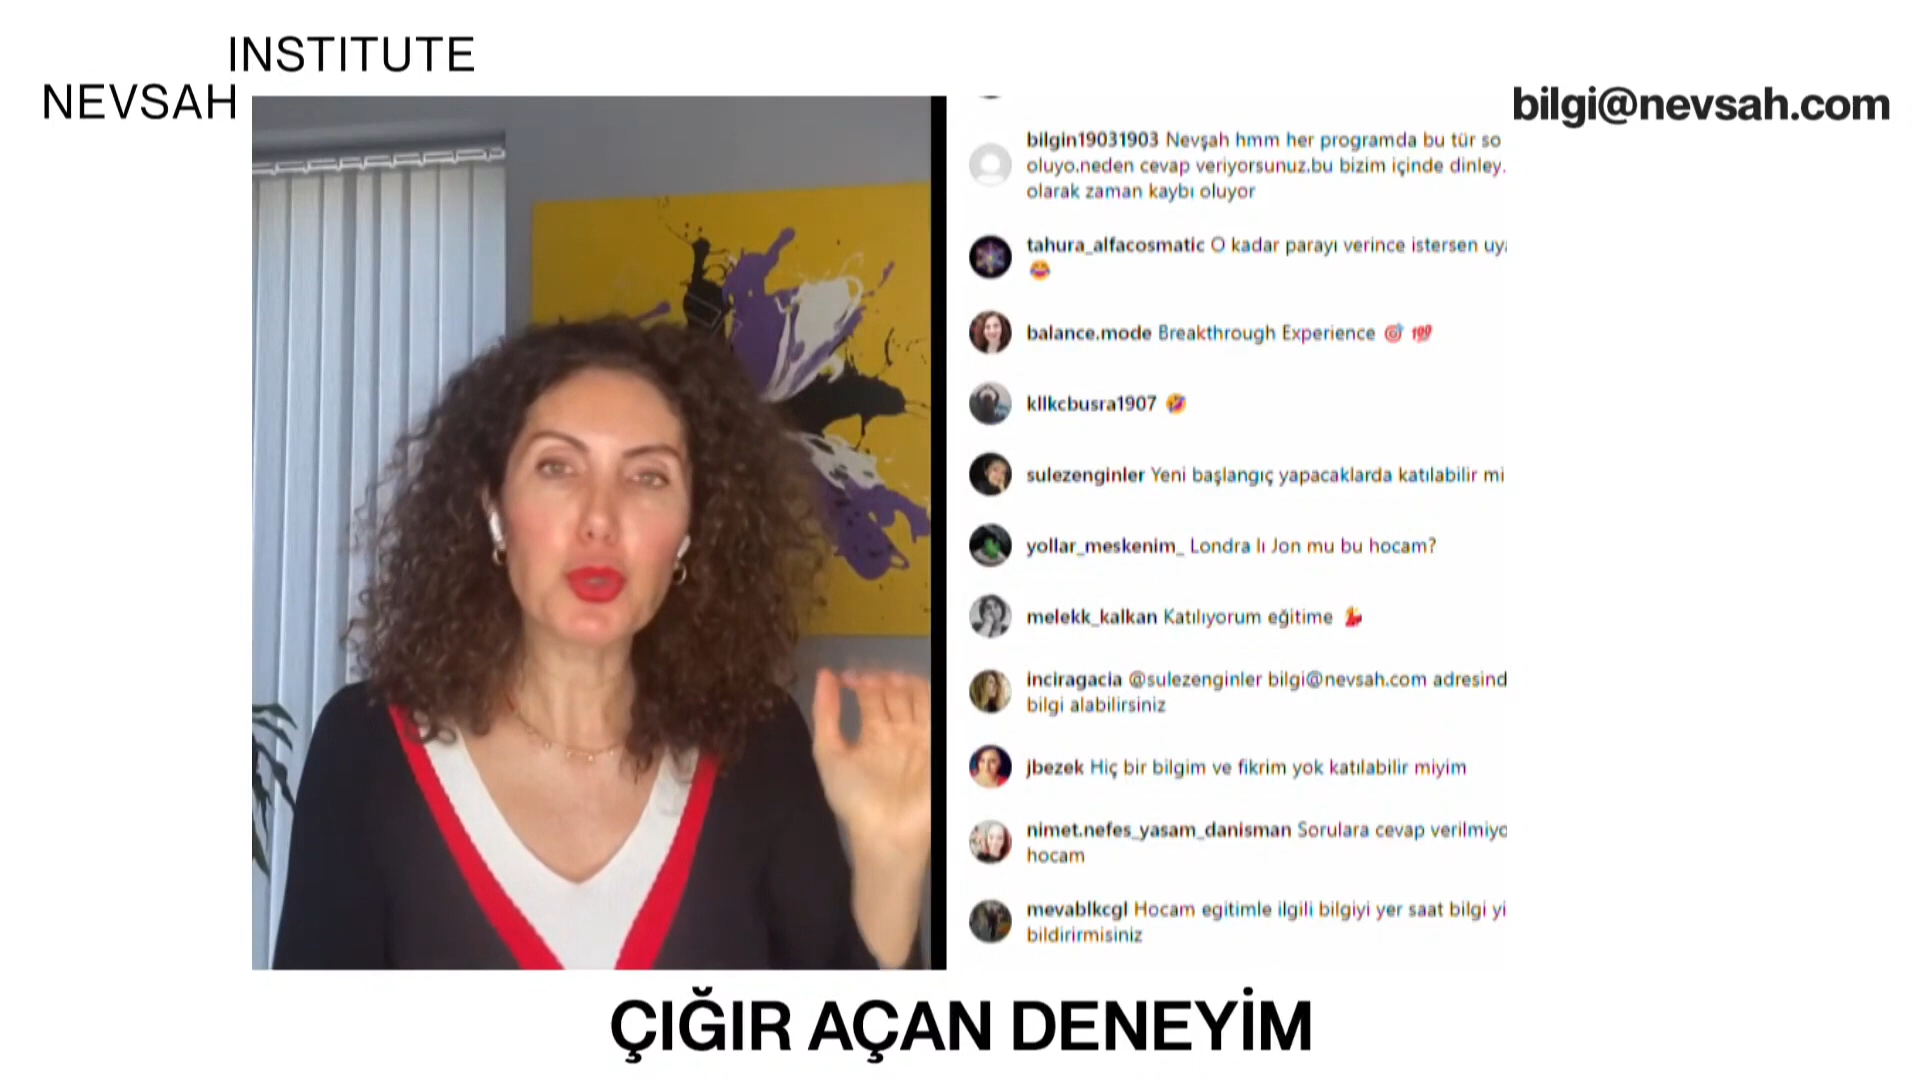 INSTITUTE
NEVSAH
bilgi@nevsah.com
bilgin19031903 Nevşah hmm her programda bu tür so
oluyo.neden cevap veriyorsunuz.bu bizim içinde dinley.
olarak zaman kaybı oluyor
tahura_alfacosmatic O kadar parayı verince istersen uy
😂
balance.mode Breakthrough Experience 🎯 💯
kllkcbusra1907 🤣
sulezenginler Yeni başlangıç yapacaklarda katılabilir mi
yollar_meskenim_ Londra lı Jon mu bu hocam?
melekk_kalkan Katılıyorum eğitime 💃
inciragacia @sulezenginler bilgi@nevsah.com adresind
bilgi alabilirsiniz
jbezek Hiç bir bilgim ve fikrim yok katılabilir miyim
nimet.nefes_yasam_danisman Sorulara cevap verilmiyo
hocam
mevablkcgl Hocam egitimle ilgili bilgiyi yer saat bilgi yi
bildirirmisiniz
ÇIĞIR AÇAN DENEYİM